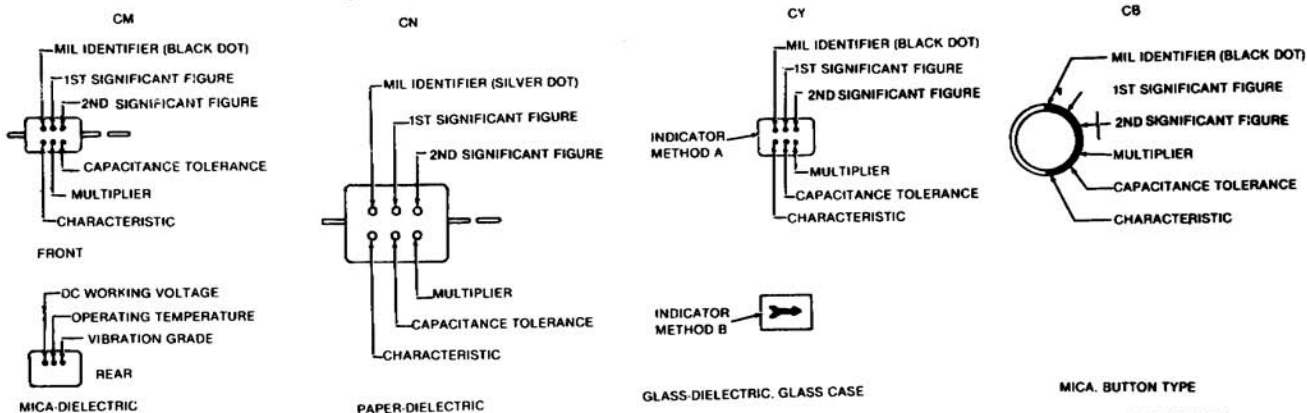 CM
MIL IDENTIFIER (BLACK DOT)
1ST SIGNIFICANT FIGURE
2ND SIGNIFICANT FIGURE
CAPACITANCE TOLERANCE
MULTIPLIER
CHARACTERISTIC
FRONT
DC WORKING VOLTAGE
OPERATING TEMPERATURE
VIBRATION GRADE
REAR
MICA-DIELECTRIC
CN
MIL IDENTIFIER (SILVER DOT)
1ST SIGNIFICANT FIGURE
2ND SIGNIFICANT FIGURE
MULTIPLIER
CAPACITANCE TOLERANCE
CHARACTERISTIC
PAPER-DIELECTRIC
CY
MIL IDENTIFIER (BLACK DOT)
1ST SIGNIFICANT FIGURE
2ND SIGNIFICANT FIGURE
INDICATOR
METHOD A
MULTIPLIER
CAPACITANCE TOLERANCE
CHARACTERISTIC
INDICATOR
METHOD B
GLASS-DIELECTRIC, GLASS CASE
CB
MIL IDENTIFIER (BLACK DOT)
1ST SIGNIFICANT FIGURE
2ND SIGNIFICANT FIGURE
MULTIPLIER
CAPACITANCE TOLERANCE
CHARACTERISTIC
MICA, BUTTON TYPE